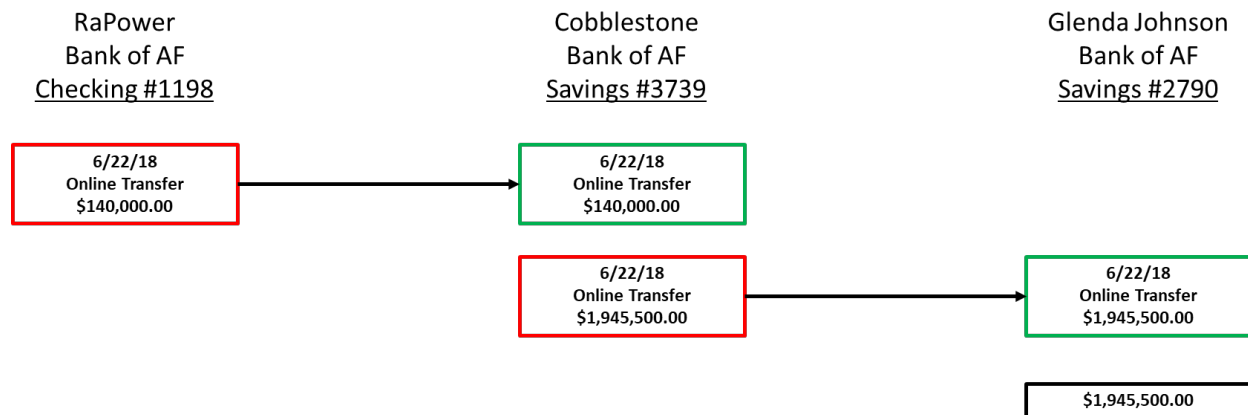 RaPower
Bank of AF
Checking #1198
Cobblestone
Bank of AF
Savings #3739
Glenda Johnson
Bank of AF
Savings #2790
6/22/18
Online Transfer
$140,000.00
6/22/18
Online Transfer
$140,000.00
6/22/18
Online Transfer
$1,945,500.00
6/22/18
Online Transfer
$1,945,500.00
$1,945,500.00